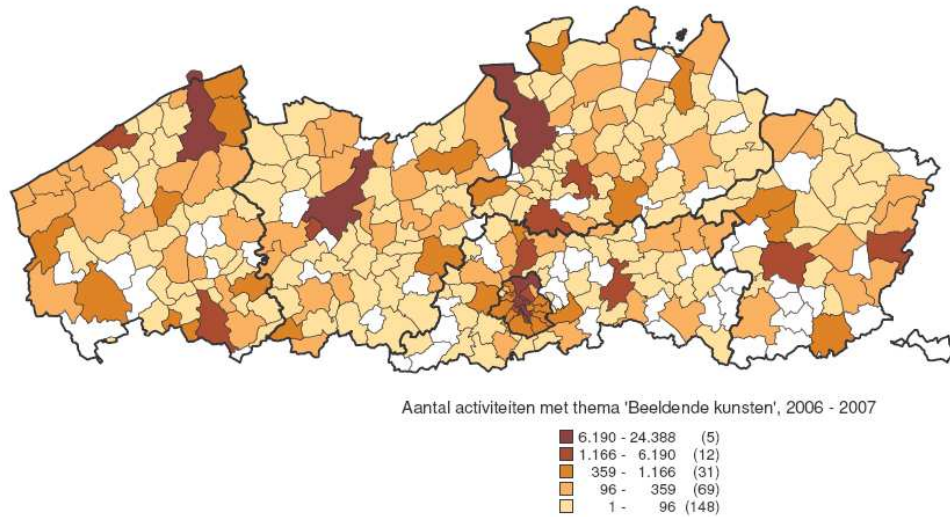 Aantal activiteiten met thema 'Beeldende kunsten', 2006 - 2007
6.190 - 24.388 (5)
1.166 - 6.190 (12)
359 - 1.166 (31)
96 - 359 (69)
1 - 96 (148)